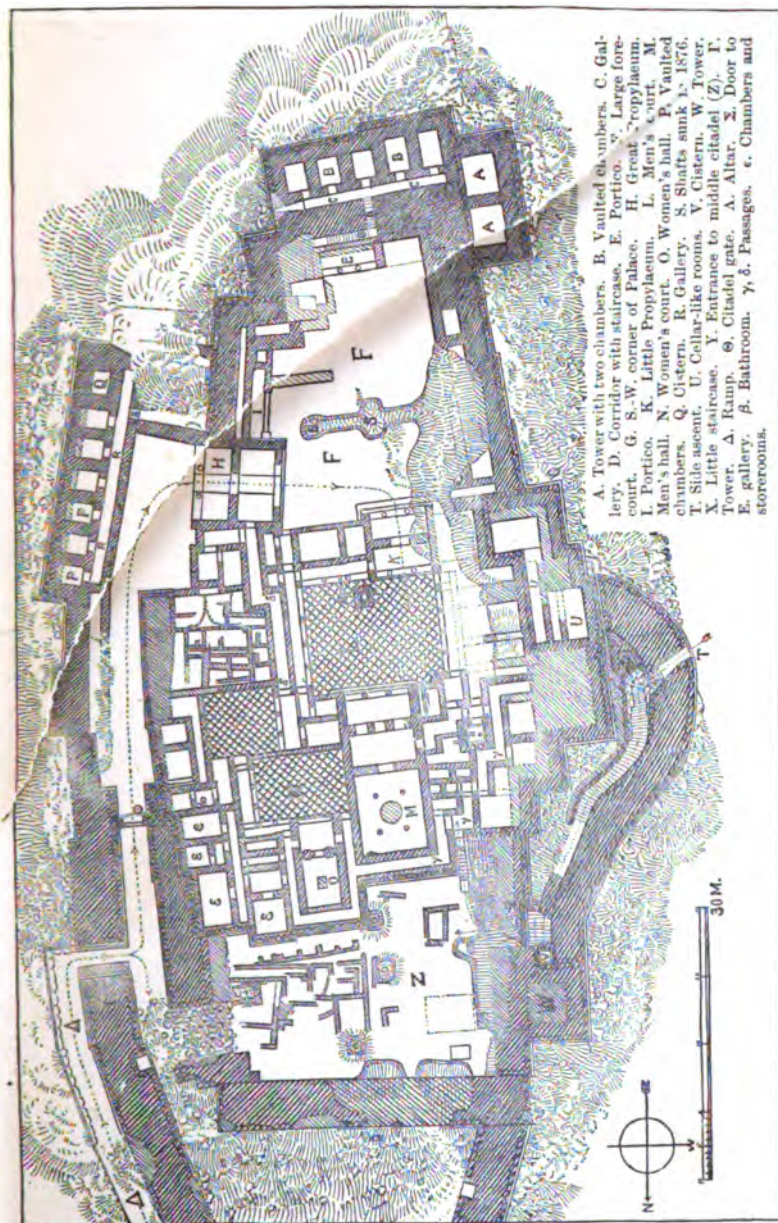 Δ
Δ
Θ
P
P
P
Q
R
H
F
F
E
C
B
B
A
A
I
S
ε
ε
ε
ε
O
M
γ
γ
Z
U
T
W
N
W
30 M.
A. Tower with two chambers. B. Vaulted chambers. C. Gal-
lery. D. Corridor with staircase. E. Portico. Large fore-
court. G. S.-W. corner of Palace. H. Great Propylaeum.
I. Portico. K. Little Propylaeum. L. Men's court. M.
Men's hall. N. Women's court. O. Women's hall. P. Vaulted
chambers. Q. Cistern. R. Gallery. S. Shafts sunk 1876.
T. Side ascent. U. Cellar-like rooms. V. Cistern. W. Tower.
X. Little staircase. Y. Entrance to middle citadel (Z). Γ.
Tower. Δ. Ramp. Θ. Citadel gate. Λ. Altar. Σ. Door to
E. gallery. β. Bathroom. γ, δ. Passages. ε. Chambers and
storerooms.